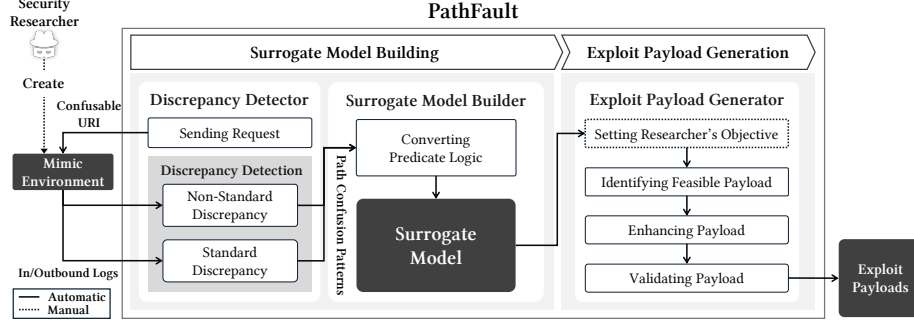 PathFault
Security
Researcher
Create
Confusable
URI
Mimic
Environment
In/Outbound Logs
Automatic
Manual
Surrogate Model Building
Exploit Payload Generation
Discrepancy Detector
Sending Request
Discrepancy Detection
Non-Standard
Discrepancy
Standard
Discrepancy
Path Confusion Patterns
Surrogate Model Builder
Converting
Predicate Logic
Surrogate
Model
Exploit Payload Generator
Setting Researcher's Objective
Identifying Feasible Payload
Enhancing Payload
Validating Payload
Exploit
Payloads